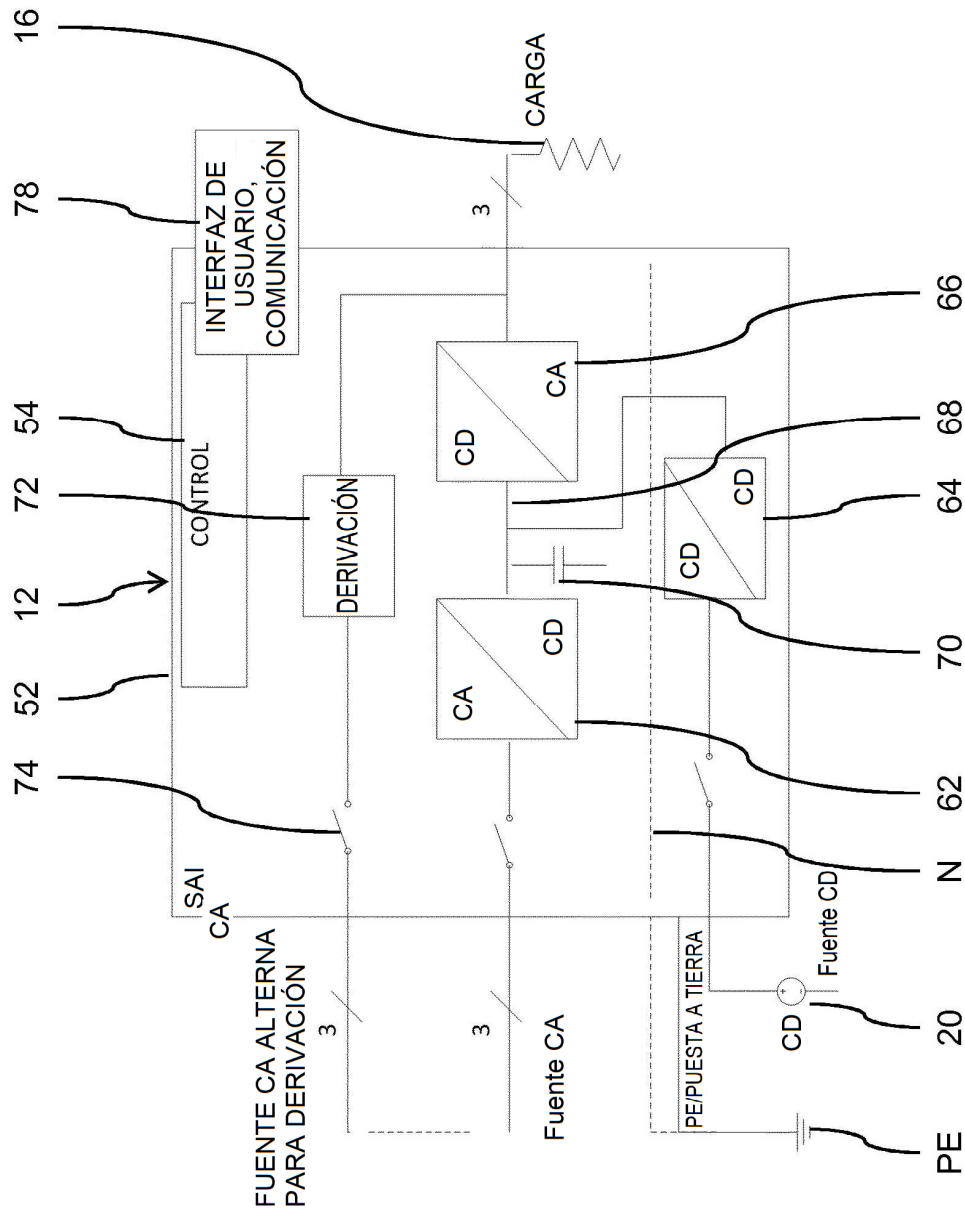 16
78
54
72
12
52
74
INTERFAZ DE
USUARIO,
COMUNICACIÓN
CONTROL
CARGA
3
DERIVACIÓN
CD
CA
CA
CD
CD
CD
SAI
CA
FUENTE CA ALTERNA
PARA DERIVACIÓN
3
3
Fuente CA
PE/PUESTA A TIERRA
CD
Fuente CD
66
68
64
70
62
N
20
PE